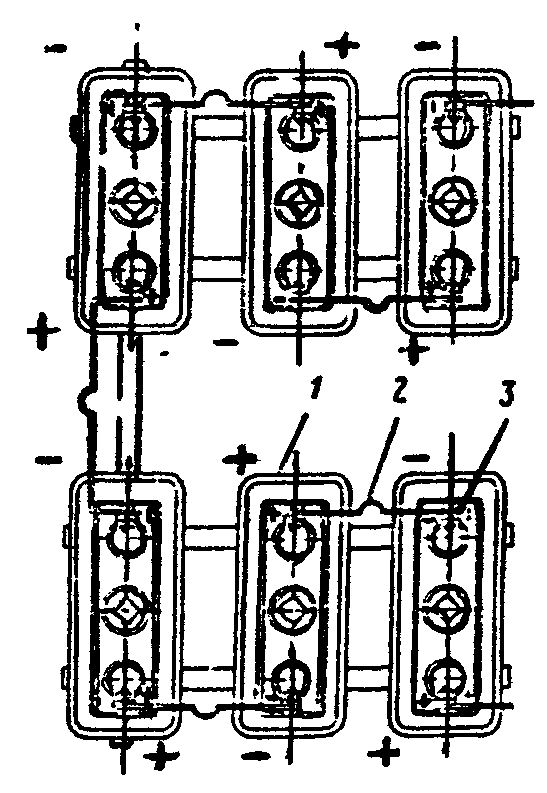 − + −
+ − +
1 2 3
− + −
+ − +